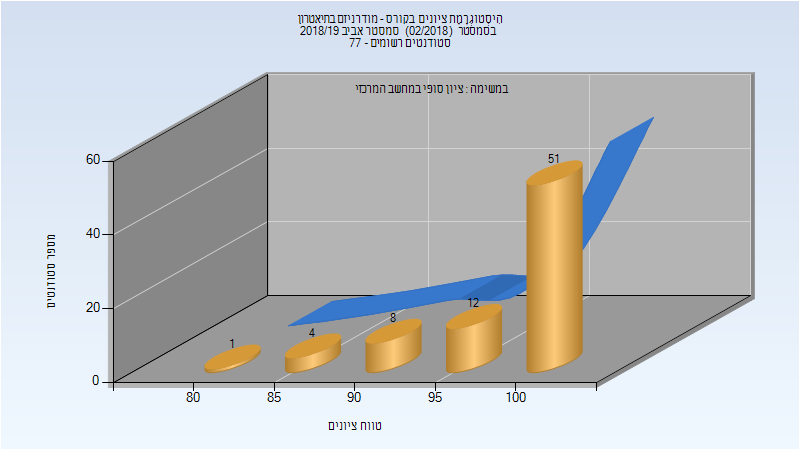 היסטוגרמת ציונים בקורס - מודרניזם בתיאטרון
בסמסטר (02/2018) סמסטר אביב 2018/19
סטודנטים רשומים - 77
במשימה : ציון סופי במחשב המרכזי
מספר סטודנטים
60
40
20
0
1
4
8
12
51
80
85
90
95
100
טווח ציונים